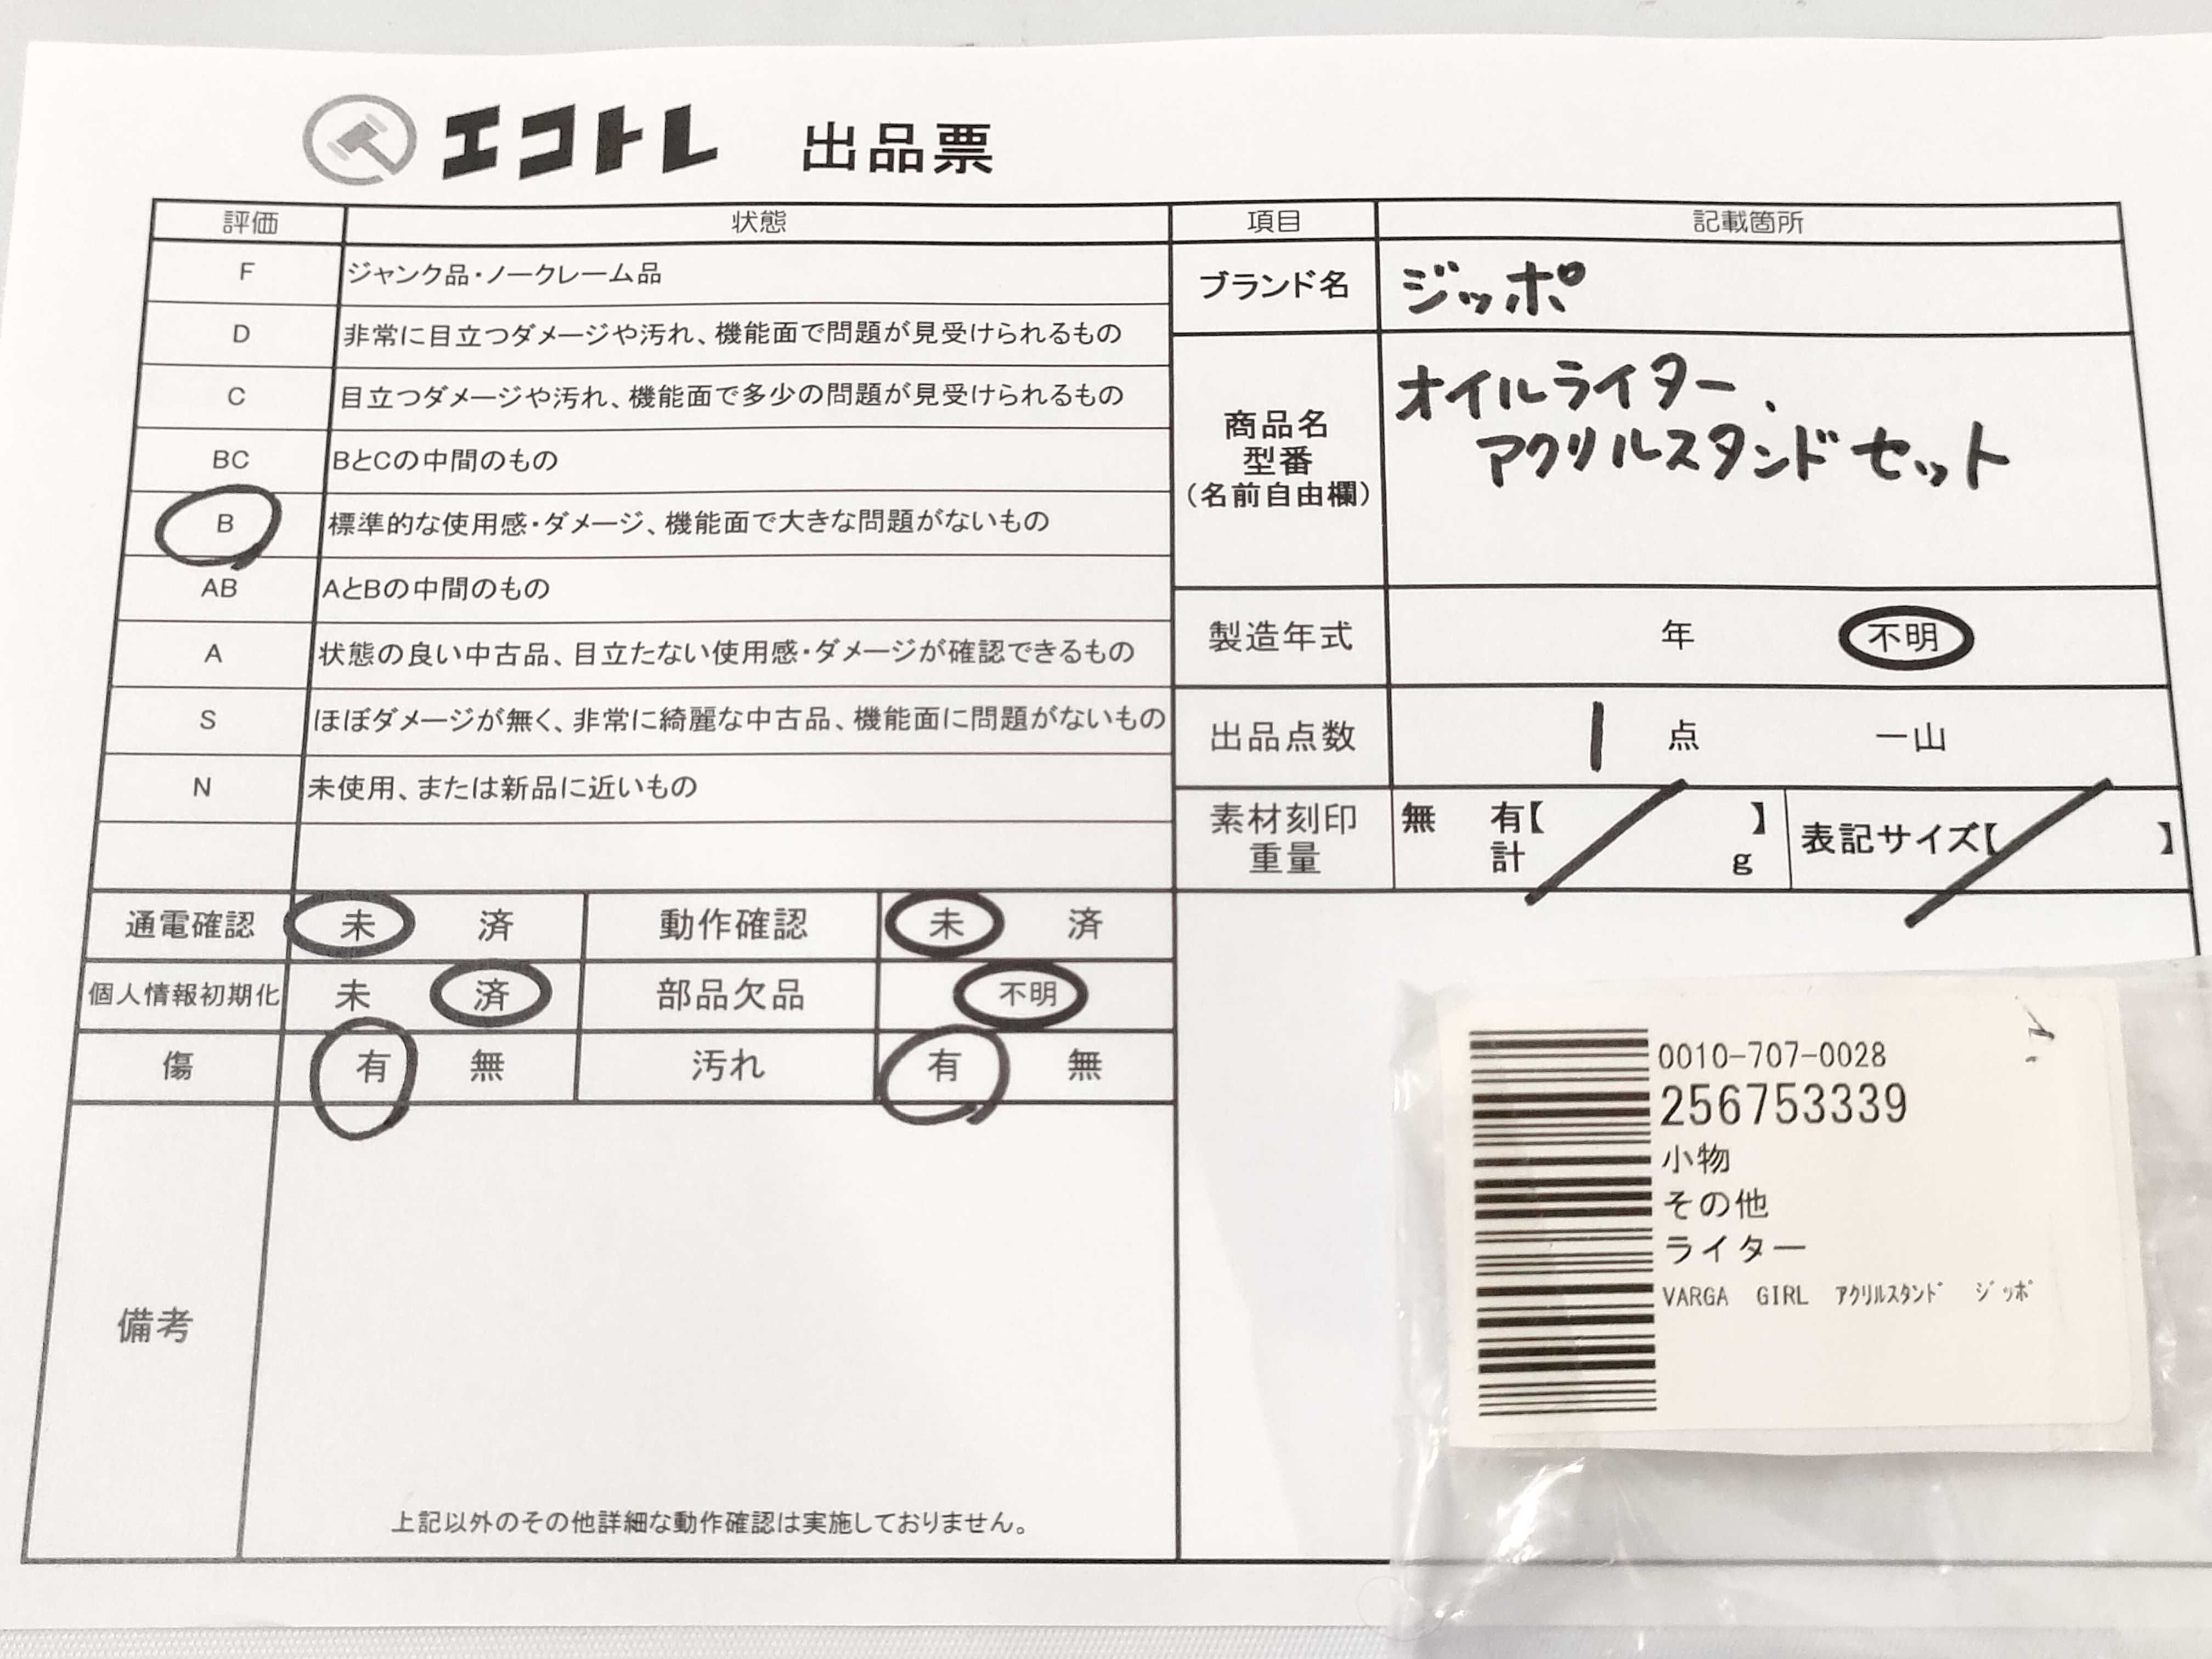 エコトレ 出品票
評価 状態
F ジャンク品・ノークレーム品
D 非常に目立つダメージや汚れ、機能面で問題が見受けられるもの
C 目立つダメージや汚れ、機能面で多少の問題が見受けられるもの
BC BとCの中間のもの
B 標準的な使用感・ダメージ、機能面で大きな問題がないもの
AB AとBの中間のもの
A 状態の良い中古品、目立たない使用感・ダメージが確認できるもの
S ほぼダメージが無く、非常に綺麗な中古品、機能面に問題がないもの
N 未使用、または新品に近いもの
項目 記載箇所
ブランド名 ジッポ
商品名
型番
(名前自由欄)
オイルライター、
アクリルスタンドセット
製造年式 年 不明
出品点数 1 点 一山
素材刻印
重量
無 有【 】
計 g
表記サイズ【 】
通電確認 未 済 動作確認 未 済
個人情報初期化 未 済 部品欠品 不明
傷 有 無 汚れ 有 無
備考
上記以外のその他詳細な動作確認は実施しておりません。
0010-707-0028
256753339
小物
その他
ライター
VARGA GIRL ｱｸﾘﾙｽﾀﾝﾄﾞ ｼﾞｯﾎﾟ